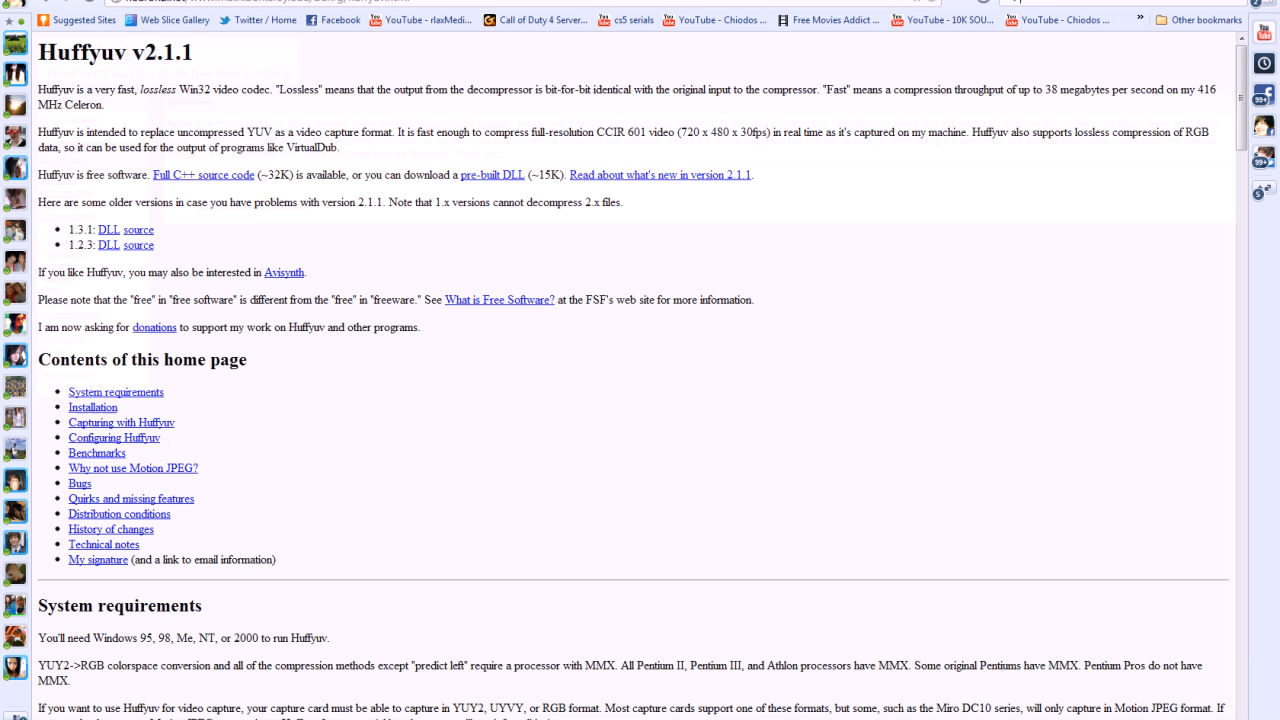 Suggested Sites Web Slice Gallery Twitter / Home Facebook YouTube - rlaxMedi... Call of Duty 4 Server... cs5 serials YouTube - Chiodos ... Free Movies Addict ... YouTube - 10K SOU... YouTube - Chiodos ... » Other bookmarks
Huffyuv v2.1.1
Huffyuv is a very fast, lossless Win32 video codec. "Lossless" means that the output from the decompressor is bit-for-bit identical with the original input to the compressor. "Fast" means a compression throughput of up to 38 megabytes per second on my 416
MHz Celeron.
Huffyuv is intended to replace uncompressed YUV as a video capture format. It is fast enough to compress full-resolution CCIR 601 video (720 x 480 x 30fps) in real time as it's captured on my machine. Huffyuv also supports lossless compression of RGB
data, so it can be used for the output of programs like VirtualDub.
Huffyuv is free software. Full C++ source code (~32K) is available, or you can download a pre-built DLL (~15K). Read about what's new in version 2.1.1.
Here are some older versions in case you have problems with version 2.1.1. Note that 1.x versions cannot decompress 2.x files.
• 1.3.1: DLL source
• 1.2.3: DLL source
If you like Huffyuv, you may also be interested in Avisynth.
Please note that the "free" in "free software" is different from the "free" in "freeware." See What is Free Software? at the FSF's web site for more information.
I am now asking for donations to support my work on Huffyuv and other programs.
Contents of this home page
• System requirements
• Installation
• Capturing with Huffyuv
• Configuring Huffyuv
• Benchmarks
• Why not use Motion JPEG?
• Bugs
• Quirks and missing features
• Distribution conditions
• History of changes
• Technical notes
• My signature (and a link to email information)
System requirements
You'll need Windows 95, 98, Me, NT, or 2000 to run Huffyuv.
YUY2->RGB colorspace conversion and all of the compression methods except "predict left" require a processor with MMX. All Pentium II, Pentium III, and Athlon processors have MMX. Some original Pentiums have MMX. Pentium Pros do not have
MMX.
If you want to use Huffyuv for video capture, your capture card must be able to capture in YUY2, UYVY, or RGB format. Most capture cards support one of these formats, but some, such as the Miro DC10 series, will only capture in Motion JPEG format. If
You Tube
99+
99+
5